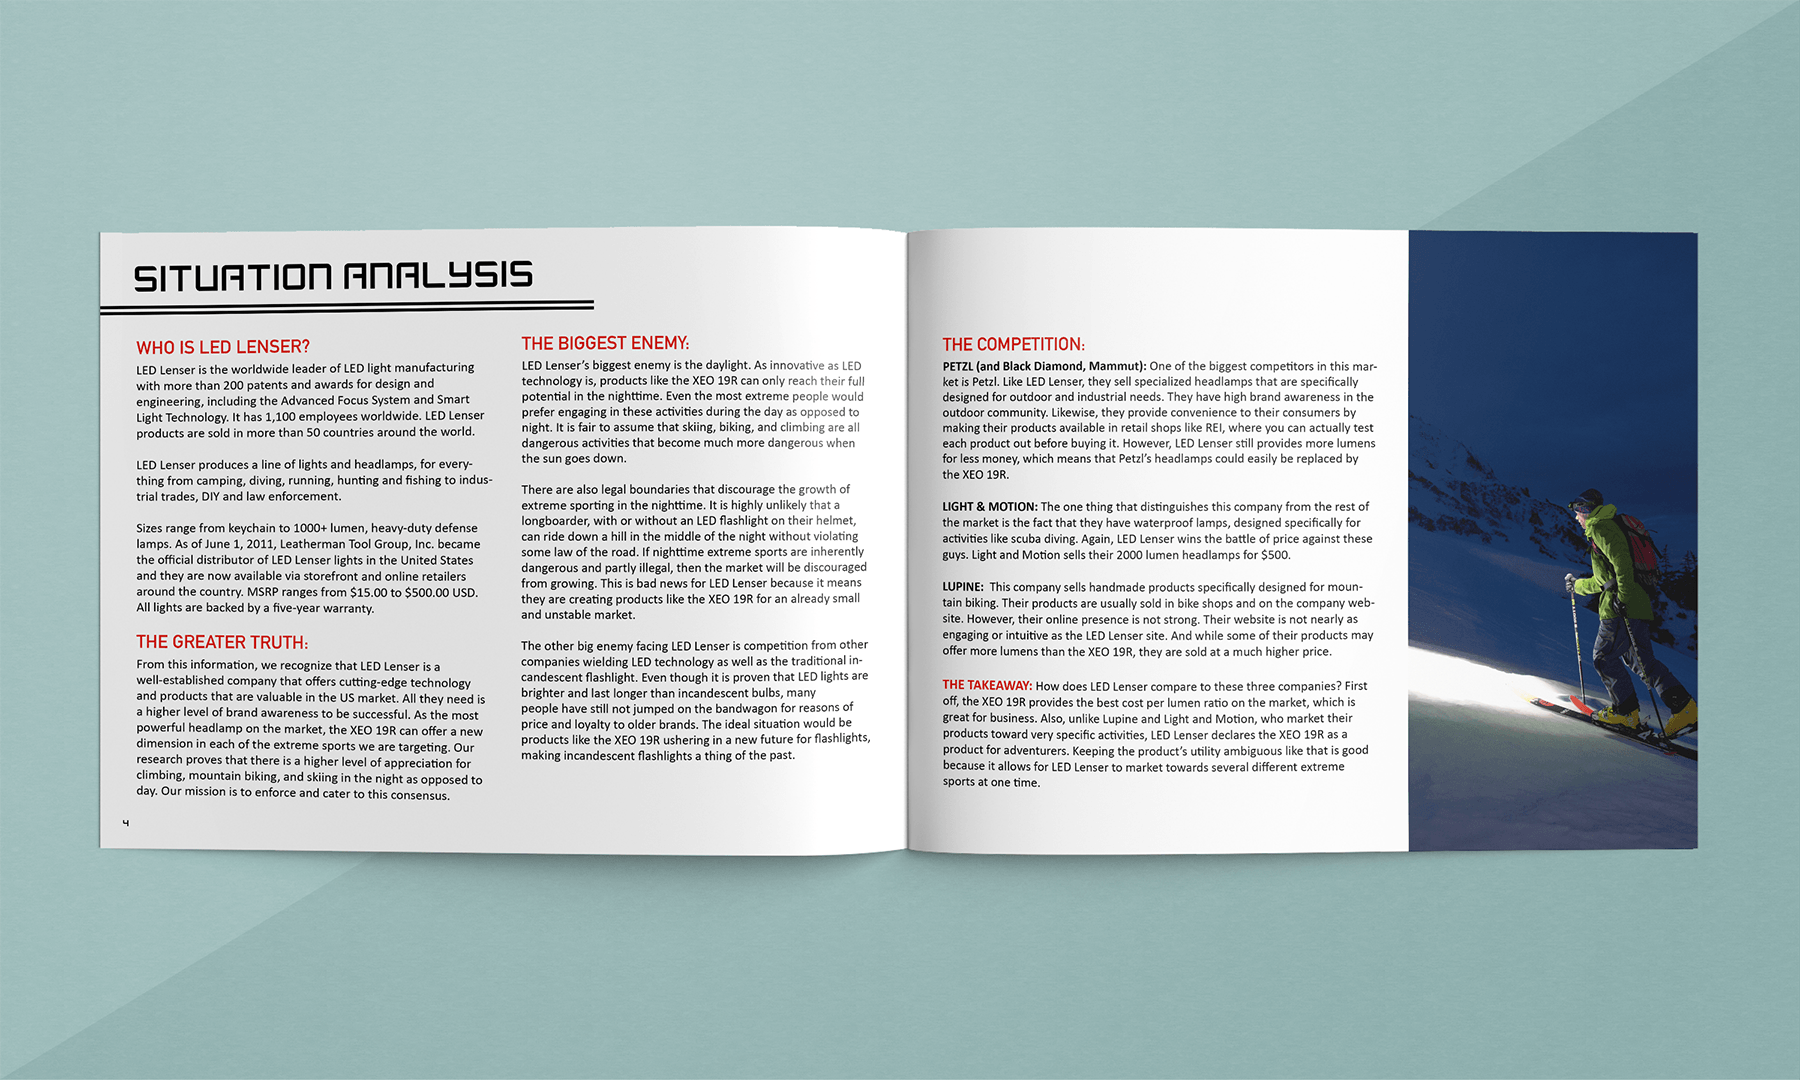 SITUATION ANALYSIS
WHO IS LED LENSER?
LED Lenser is the worldwide leader of LED light manufacturing
with more than 200 patents and awards for design and
engineering, including the Advanced Focus System and Smart
Light Technology. It has 1,100 employees worldwide. LED Lenser
products are sold in more than 50 countries around the world.
LED Lenser produces a line of lights and headlamps, for every-
thing from camping, diving, running, hunting and fishing to indus-
trial trades, DIY and law enforcement.
Sizes range from keychain to 1000+ lumen, heavy-duty defense
lamps. As of June 1, 2011, Leatherman Tool Group, Inc. became
the official distributor of LED Lenser lights in the United States
and they are now available via storefront and online retailers
around the country. MSRP ranges from $15.00 to $500.00 USD.
All lights are backed by a five-year warranty.
THE GREATER TRUTH:
From this information, we recognize that LED Lenser is a
well-established company that offers cutting-edge technology
and products that are valuable in the US market. All they need is
a higher level of brand awareness to be successful. As the most
powerful headlamp on the market, the XEO 19R can offer a new
dimension in each of the extreme sports we are targeting. Our
research proves that there is a higher level of appreciation for
climbing, mountain biking, and skiing in the night as opposed to
day. Our mission is to enforce and cater to this consensus.
4
THE BIGGEST ENEMY:
LED Lenser's biggest enemy is the daylight. As innovative as LED
technology is, products like the XEO 19R can only reach their full
potential in the nighttime. Even the most extreme people would
prefer engaging in these activities during the day as opposed to
night. It is fair to assume that skiing, biking, and climbing are all
dangerous activities that become much more dangerous when
the sun goes down.
There are also legal boundaries that discourage the growth of
extreme sporting in the nighttime. It is highly unlikely that a
longboarder, with or without an LED flashlight on their helmet,
can ride down a hill in the middle of the night without violating
some law of the road. If nighttime extreme sports are inherently
dangerous and partly illegal, then the market will be discouraged
from growing. This is bad news for LED Lenser because it means
they are creating products like the XEO 19R for an already small
and unstable market.
The other big enemy facing LED Lenser is competition from other
companies wielding LED technology as well as the traditional in-
candescent flashlight. Even though it is proven that LED lights are
brighter and last longer than incandescent bulbs, many
people have still not jumped on the bandwagon for reasons of
price and loyalty to older brands. The ideal situation would be
products like the XEO 19R ushering in a new future for flashlights,
making incandescent flashlights a thing of the past.
THE COMPETITION:
PETZL (and Black Diamond, Mammut): One of the biggest competitors in this mar-
ket is Petzl. Like LED Lenser, they sell specialized headlamps that are specifically
designed for outdoor and industrial needs. They have high brand awareness in the
outdoor community. Likewise, they provide convenience to their consumers by
making their products available in retail shops like REI, where you can actually test
each product out before buying it. However, LED Lenser still provides more lumens
for less money, which means that Petzl's headlamps could easily be replaced by
the XEO 19R.
LIGHT & MOTION: The one thing that distinguishes this company from the rest of
the market is the fact that they have waterproof lamps, designed specifically for
activities like scuba diving. Again, LED Lenser wins the battle of price against these
guys. Light and Motion sells their 2000 lumen headlamps for $500.
LUPINE: This company sells handmade products specifically designed for moun-
tain biking. Their products are usually sold in bike shops and on the company web-
site. However, their online presence is not strong. Their website is not nearly as
engaging or intuitive as the LED Lenser site. And while some of their products may
offer more lumens than the XEO 19R, they are sold at a much higher price.
THE TAKEAWAY: How does LED Lenser compare to these three companies? First
off, the XEO 19R provides the best cost per lumen ratio on the market, which is
great for business. Also, unlike Lupine and Light and Motion, who market their
products toward very specific activities, LED Lenser declares the XEO 19R as a
product for adventurers. Keeping the product's utility ambiguous like that is good
because it allows for LED Lenser to market towards several different extreme
sports at one time.